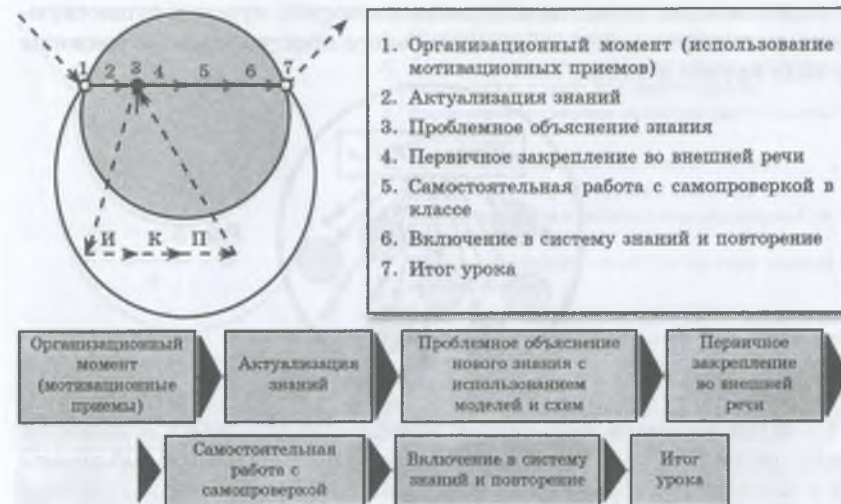 1 2 3 4 5 6 7
И К П
1. Организационный момент (использование
мотивационных приемов)
2. Актуализация знаний
3. Проблемное объяснение знания
4. Первичное закрепление во внешней речи
5. Самостоятельная работа с самопроверкой в
классе
6. Включение в систему знаний и повторение
7. Итог урока
Организационный
момент
(мотивационные
приемы)
Актуализация
знаний
Проблемное объяснение
нового знания с
использованием
моделей и схем
Первичное
закрепление
во внешней
речи
Самостоятельная
работа с
самопроверкой
Включение в систему
знаний и повторение
Итог
урока